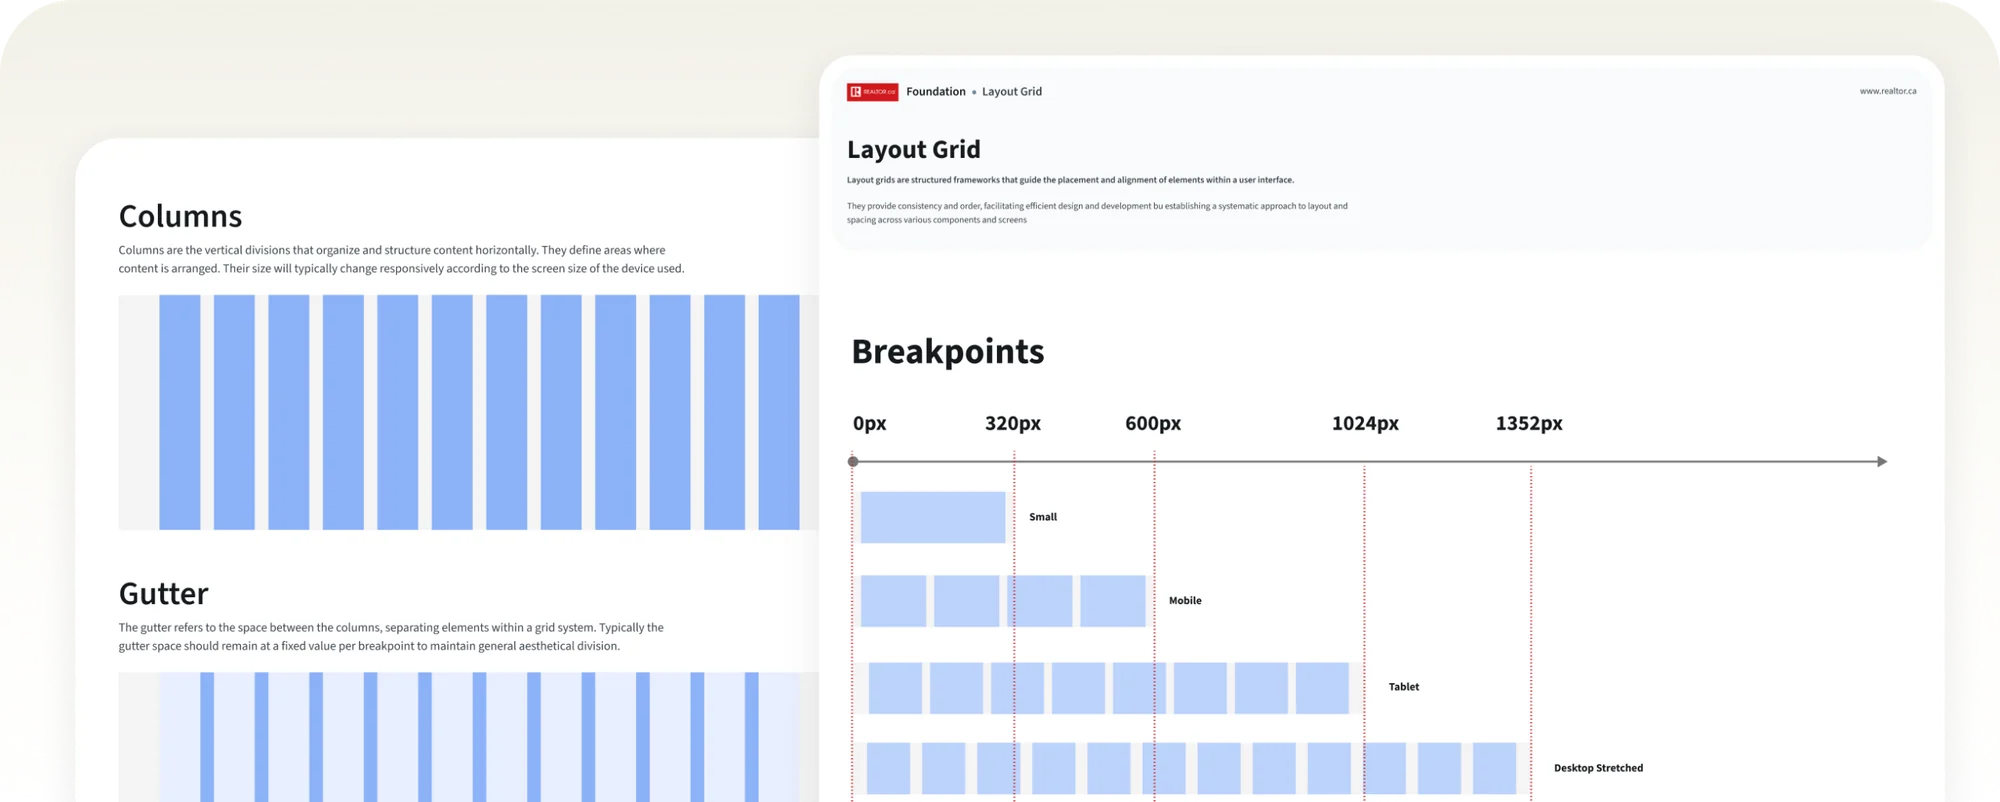 Columns
Columns are the vertical divisions that organize and structure content horizontally. They define areas where
content is arranged. Their size will typically change responsively according to the screen size of the device used.
Gutter
The gutter refers to the space between the columns, separating elements within a grid system. Typically the
gutter space should remain at a fixed value per breakpoint to maintain general aesthetical division.
REALTOR.ca Foundation • Layout Grid
www.realtor.ca
Layout Grid
Layout grids are structured frameworks that guide the placement and alignment of elements within a user interface.
They provide consistency and order, facilitating efficient design and development bu establishing a systematic approach to layout and
spacing across various components and screens
Breakpoints
0px 320px 600px 1024px 1352px
Small
Mobile
Tablet
Desktop Stretched